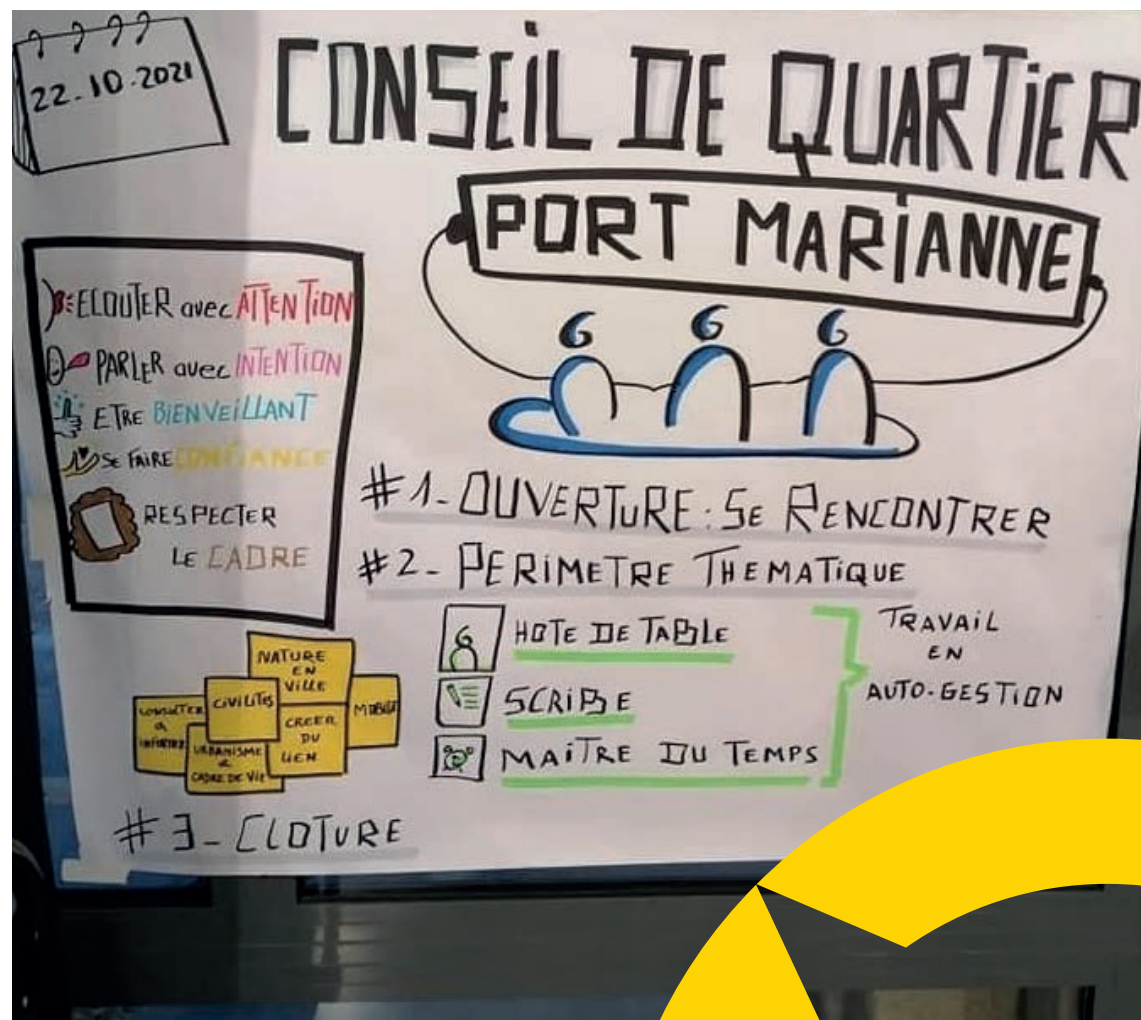 22.10.2021
CONSEiL DE QUARTiER
PORT MARiANNE
ECOUTER avec ATTENTION
PARLER avec INTENTION
ETRE BIENVEILLANT
SE FAIRE CONFIANCE
RESPECTER
LE CADRE
#1-OUVERTURE: SE RENCONTRER
#2-PERIMETRE THEMATIQUE
HOTE DE TABLE
SCRIBE
MAITRE DU TEMPS
TRAVAIL
EN
AUTO-GESTION
NATURE
EN
VILLE
CIVILITES
CONSULTER
&
INFORMER
URBANISME
&
CADRE DE VIE
CREER
DU
LIEN
#3-CLOTURE